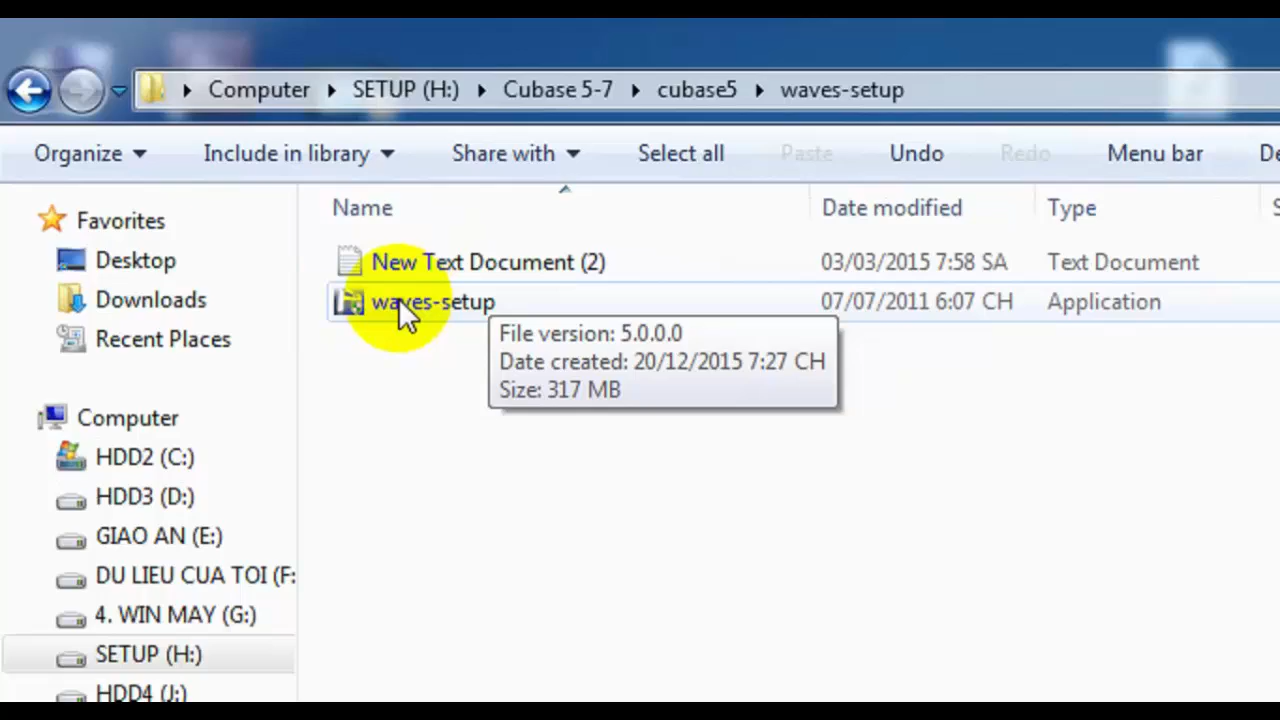 Computer SETUP (H:) Cubase 5-7 cubase5 waves-setup
Organize Include in library Share with Select all Paste Undo Redo Menu bar
Name Date modified Type
Favorites
Desktop
Downloads
Recent Places
Computer
HDD2 (C:)
HDD3 (D:)
GIAO AN (E:)
DU LIEU CUA TOI (F:
4. WIN MAY (G:)
SETUP (H:)
HDD4 (J:)
New Text Document (2) 03/03/2015 7:58 SA Text Document
waves-setup 07/07/2011 6:07 CH Application
File version: 5.0.0.0
Date created: 20/12/2015 7:27 CH
Size: 317 MB